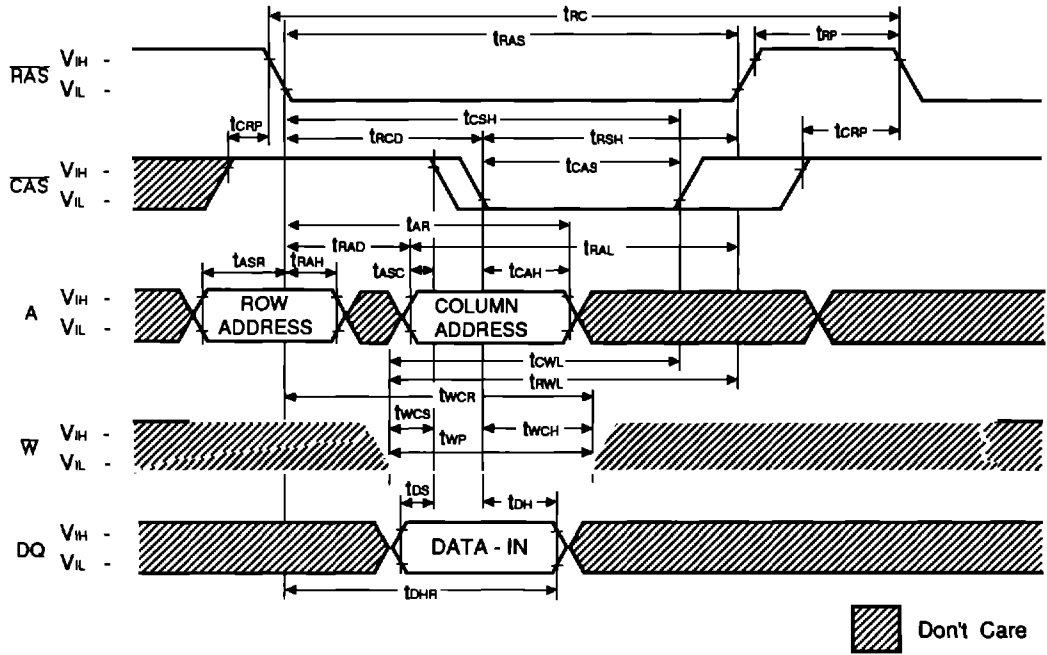 tRC
tRAS
tRP
RAS
VIH -
VIL -
tCRP
tCSH
tRCD
tRSH
tCRP
CAS
VIH -
VIL -
tCAS
tAR
tRAD
tRAL
tASR
tRAH
tASC
tCAH
A
VIH -
VIL -
ROW
ADDRESS
COLUMN
ADDRESS
tCWL
tRWL
tWCR
tWCS
tWP
tWCH
W
VIH -
VIL -
tDS
tDH
DQ
VIH -
VIL -
DATA - IN
tDHR
Don't Care